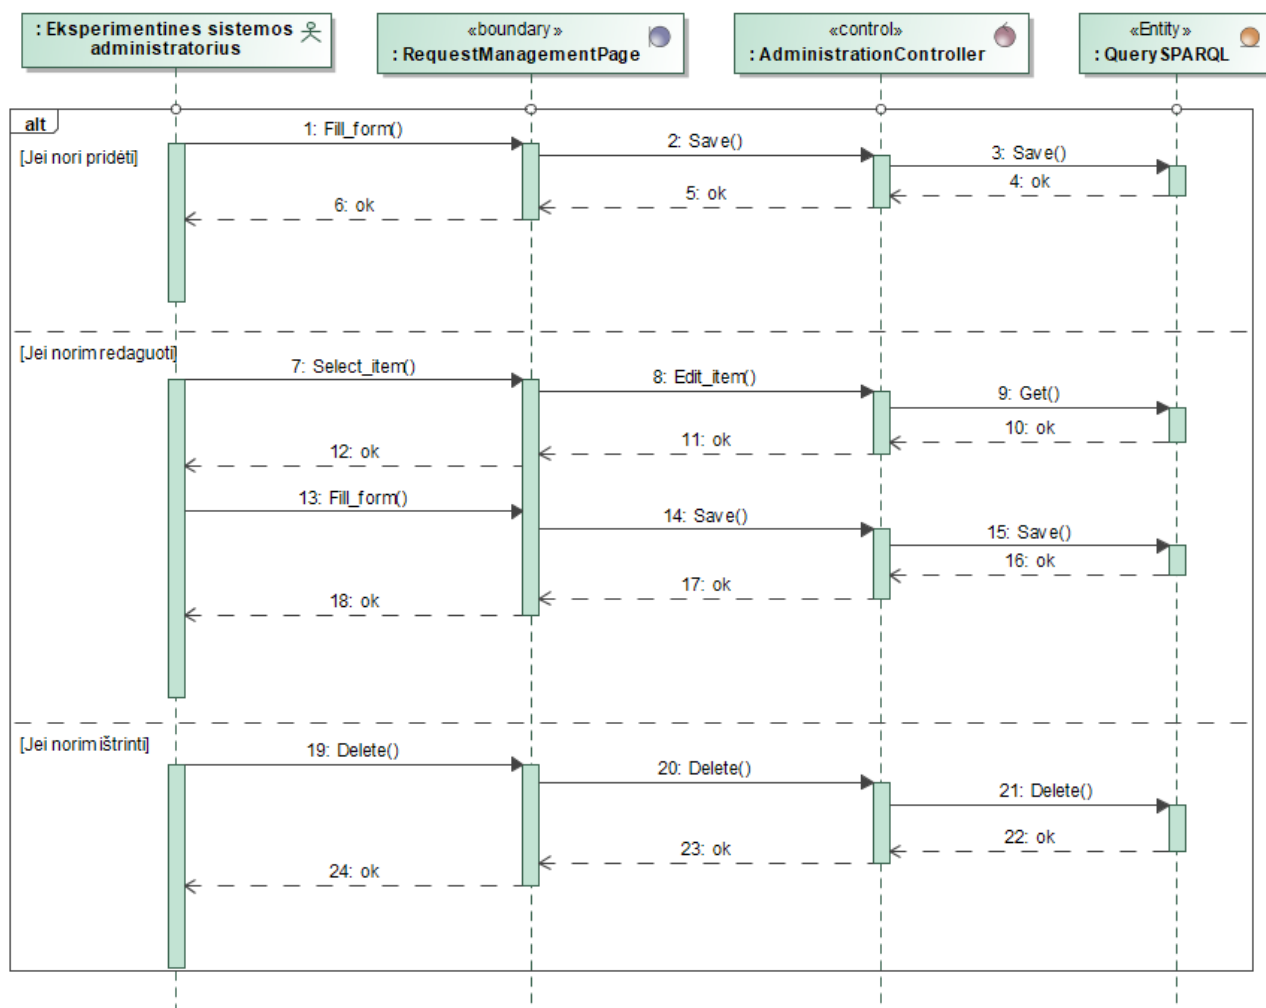 : Eksperimentines sistemos
administratorius
«boundary»
: RequestManagementPage
«control»
: AdministrationController
«Entity»
: QuerySPARQL
alt
[Jei nori pridėti]
1: Fill_form()
2: Save()
3: Save()
4: ok
5: ok
6: ok
[Jei norim redaguoti]
7: Select_item()
8: Edit_item()
9: Get()
10: ok
11: ok
12: ok
13: Fill_form()
14: Save()
15: Save()
16: ok
17: ok
18: ok
[Jei norim ištrinti]
19: Delete()
20: Delete()
21: Delete()
22: ok
23: ok
24: ok